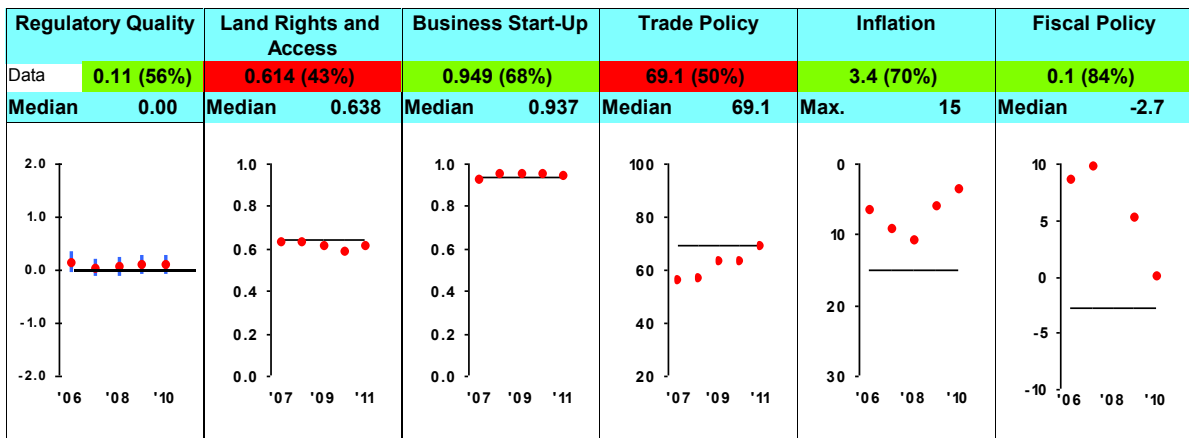 Regulatory Quality
Land Rights and
Access
Business Start-Up
Trade Policy
Inflation
Fiscal Policy
Data 0.11 (56%)
0.614 (43%)
0.949 (68%)
69.1 (50%)
3.4 (70%)
0.1 (84%)
Median 0.00
Median 0.638
Median 0.937
Median 69.1
Max. 15
Median -2.7
2.0
1.0
0.0
-1.0
-2.0
'06 '08 '10
1.0
0.8
0.6
0.4
0.2
0.0
'07 '09 '11
1.0
0.8
0.6
0.4
0.2
0.0
'07 '09 '11
100
80
60
40
20
'07 '09 '11
0
10
20
30
'06 '08 '10
10
5
0
-5
-10
'06 '08 '10